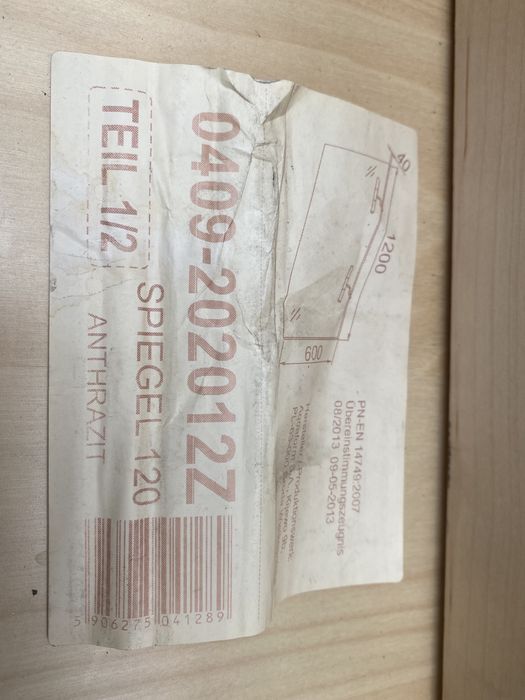 40
1200
600
PN-EN 14749:2007
Übereinstimmungszeugnis
08/2013 09-05-2013
0409-202012Z
TEIL 1/2
SPIEGEL 120
ANTHRAZIT
5 906275 041289